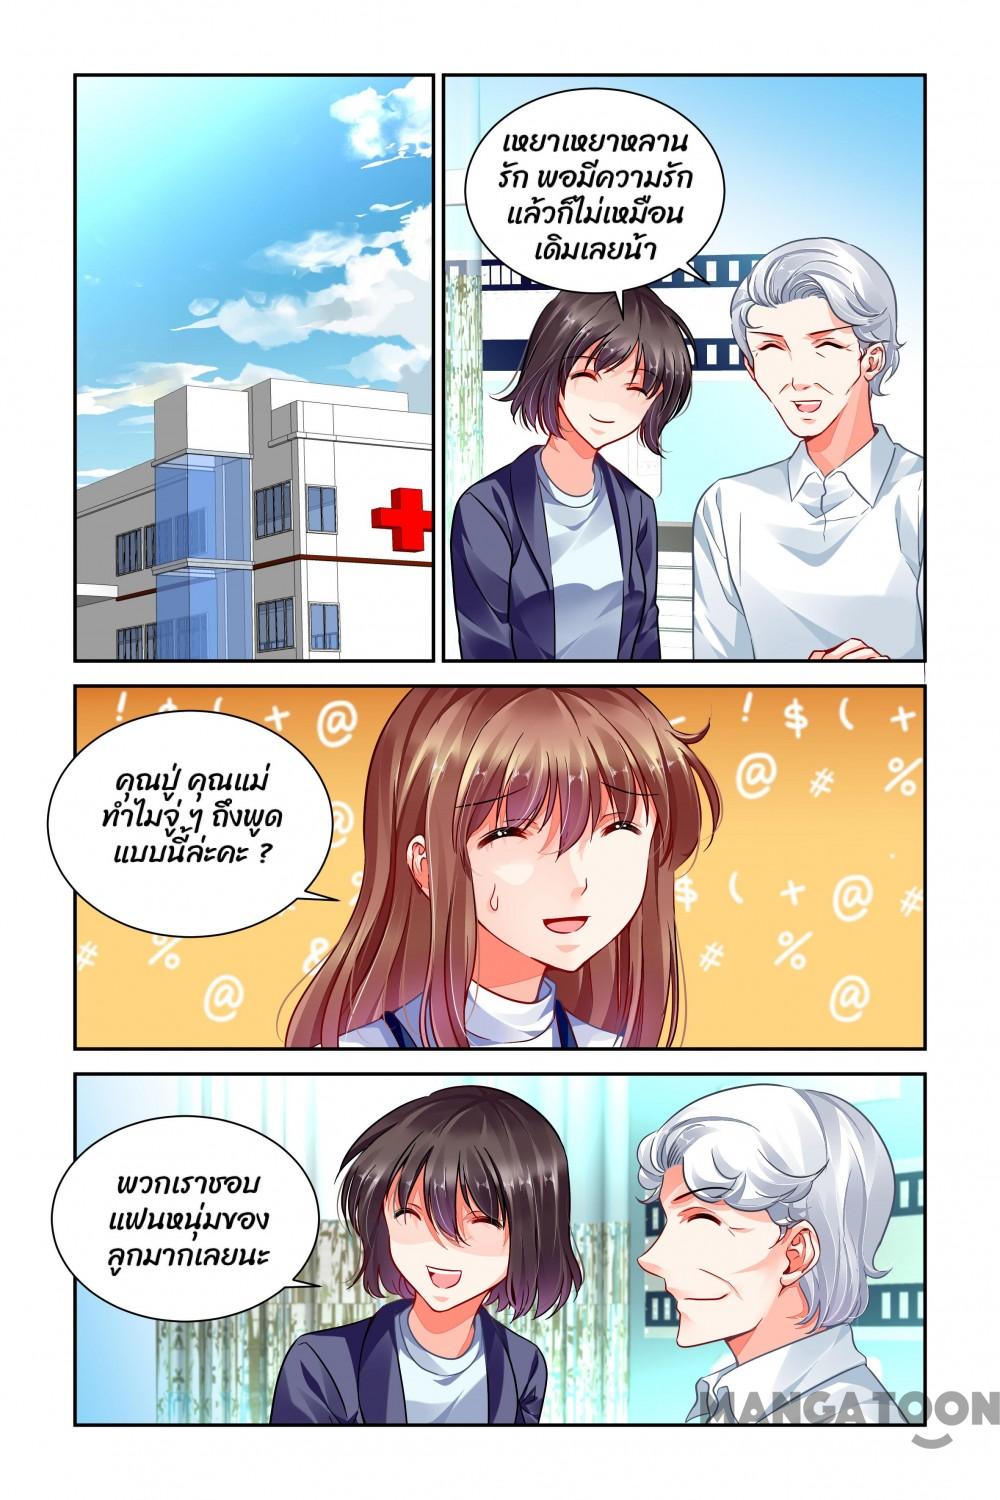 เหยาเหยาหลาน
รัก พอมีความรัก
แล้วก็ไม่เหมือน
เดิมเลยน้า
! $ ( + @
- ! $ ( +
@ # %
คุณปู่ คุณแม่
ทำไมจู่ ๆ ถึงพูด
แบบนี้ล่ะคะ ?
$ ( + @ #
# % &
# %
@
@
พวกเราชอบ
แฟนหนุ่มของ
ลูกมากเลยนะ
MANGATOON